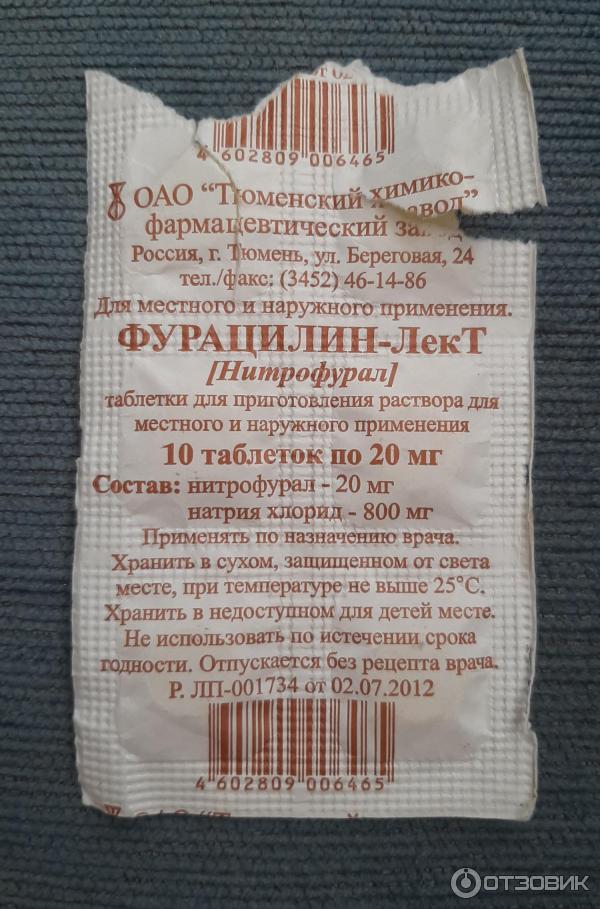 4 602809 006465
ОАО “Тюменский химико-
фармацевтический завод”
Россия, г. Тюмень, ул. Береговая, 24
тел./факс: (3452) 46-14-86
Для местного и наружного применения.
ФУРАЦИЛИН-ЛекТ
[Нитрофурал]
таблетки для приготовления раствора для
местного и наружного применения
10 таблеток по 20 мг
Состав: нитрофурал - 20 мг
натрия хлорид - 800 мг
Применять по назначению врача.
Хранить в сухом, защищенном от света
месте, при температуре не выше 25°С.
Хранить в недоступном для детей месте.
Не использовать по истечении срока
годности. Отпускается без рецепта врача.
Р. ЛП-001734 от 02.07.2012
4 602809 006465
ОТЗОВИК